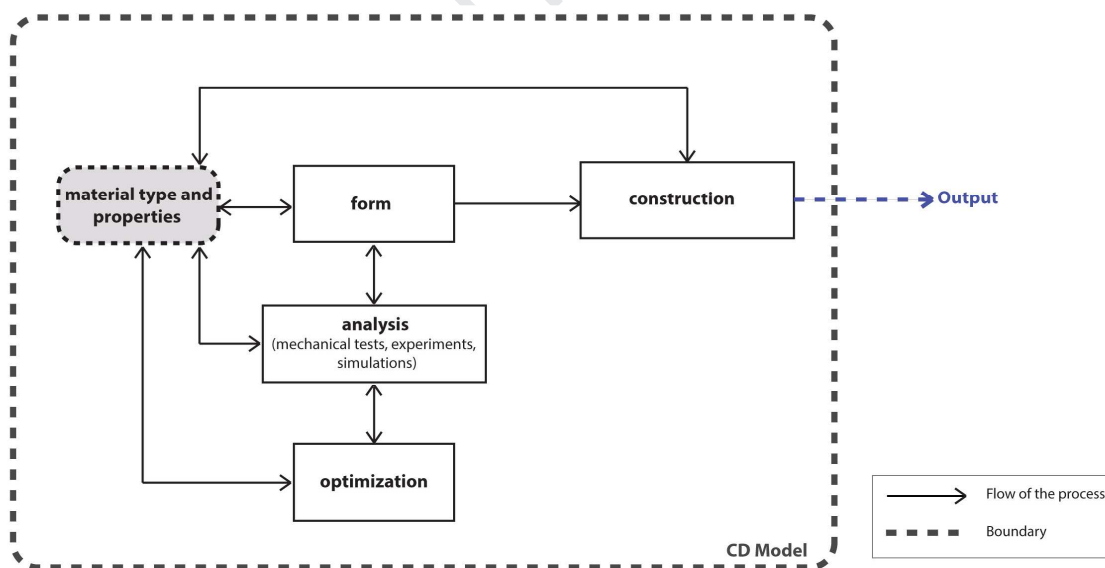 material type and
properties
form
construction
Output
analysis
(mechanical tests, experiments,
simulations)
optimization
CD Model
Flow of the process
Boundary